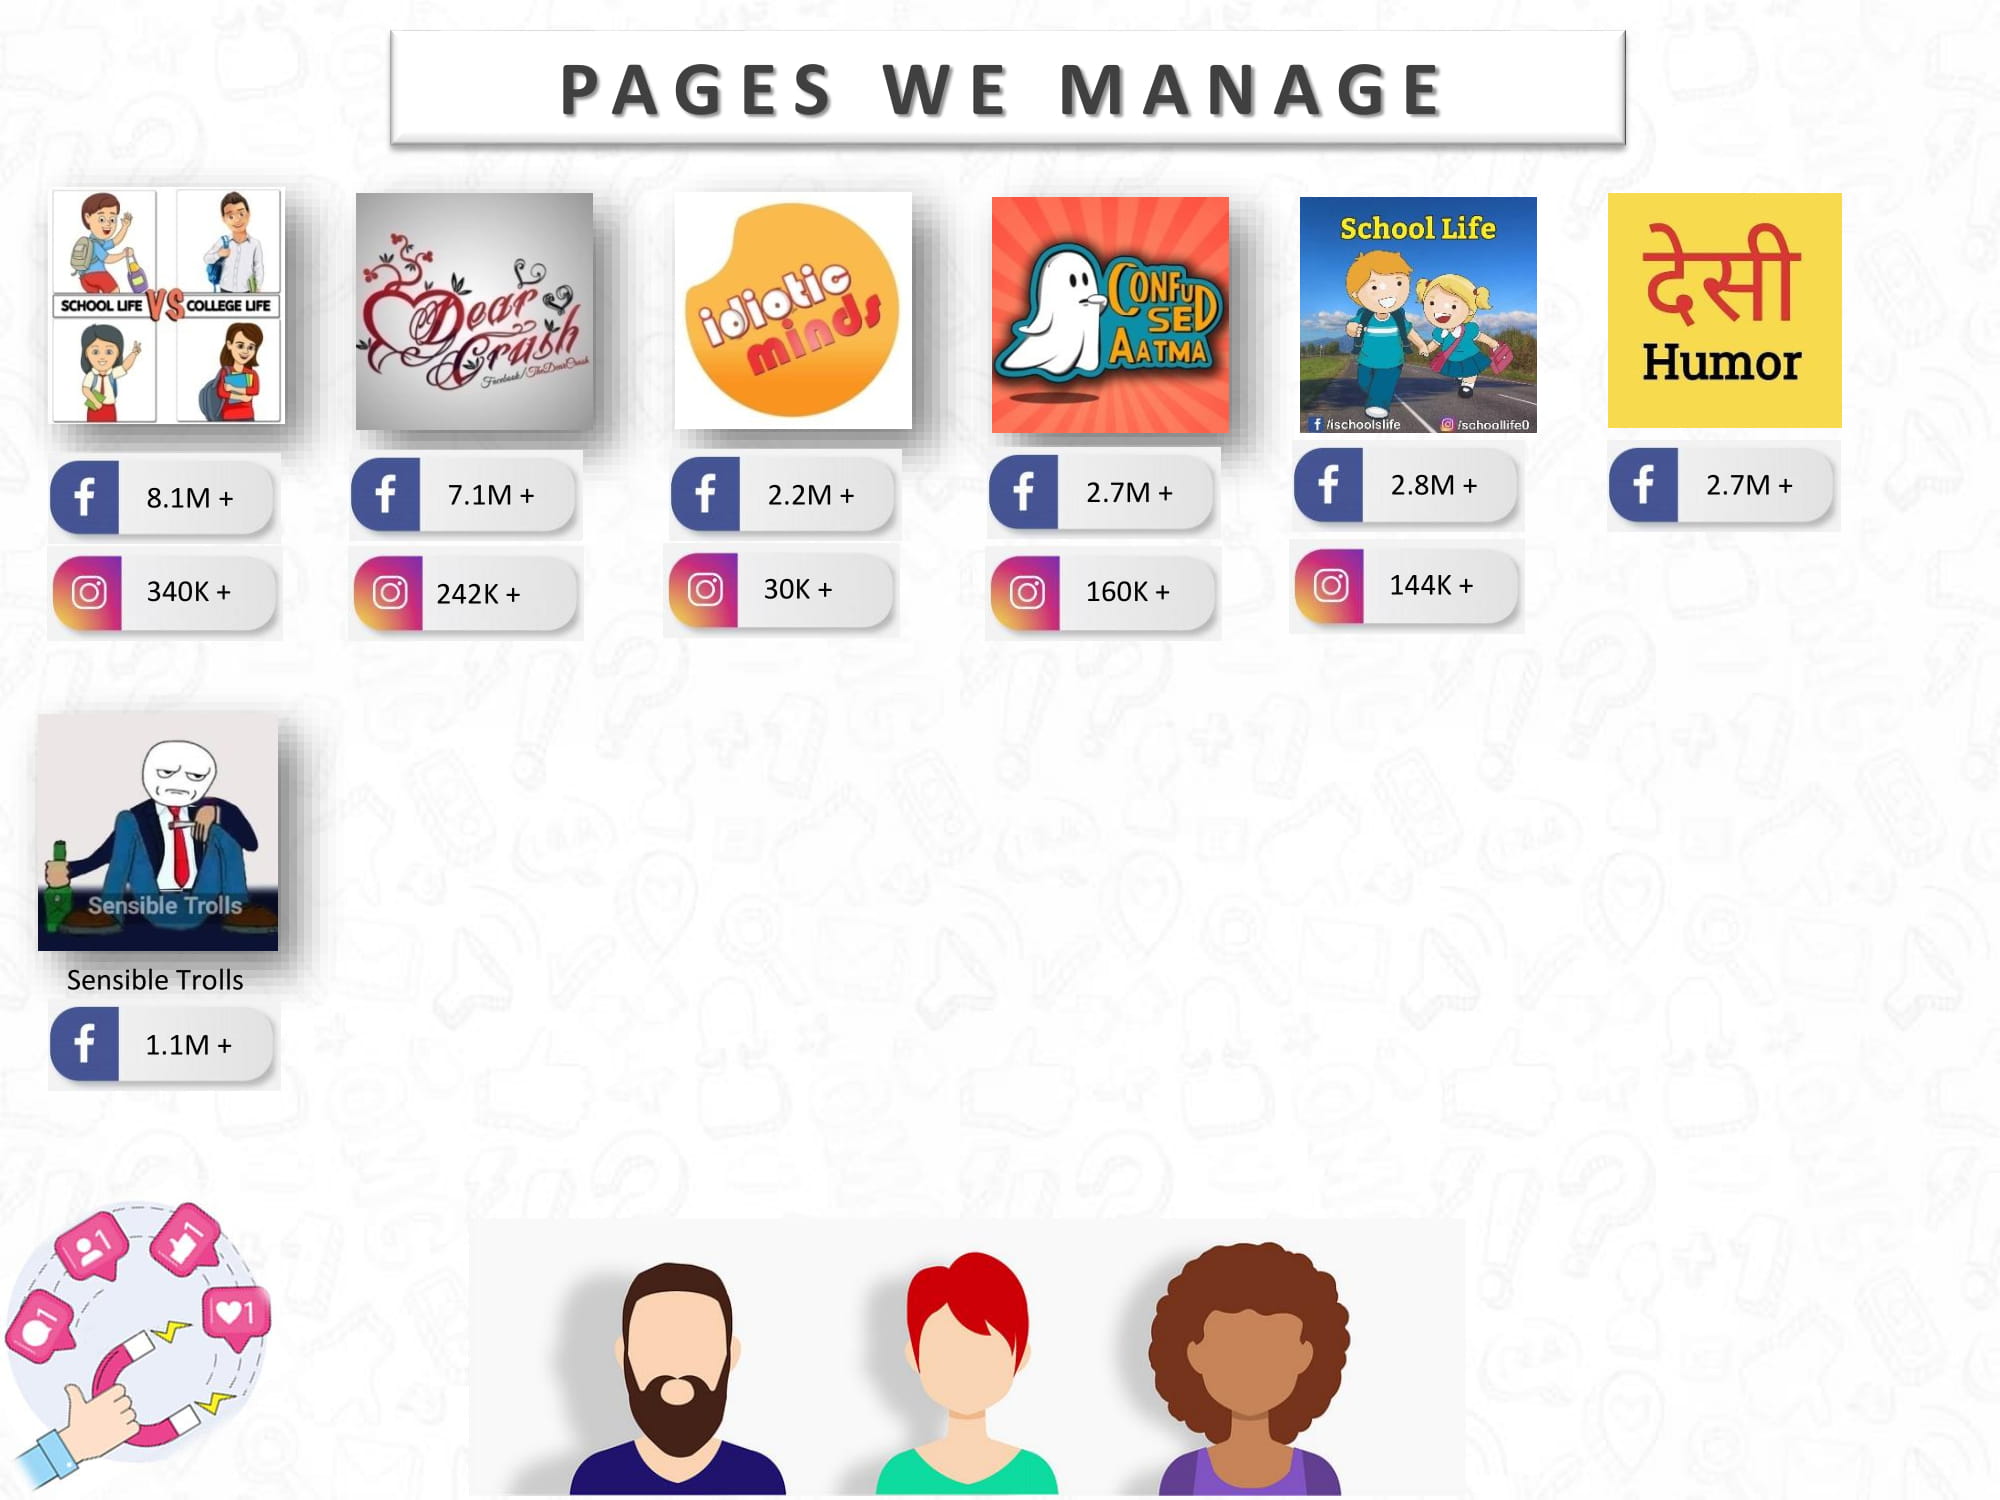 PAGES WE MANAGE
SCHOOL LIFE VS COLLEGE LIFE
Dear
Crush
Facebook/TheDearCrush
idiotic
minds
CONFUSED
AATMA
School Life
/ischoolslife /schoollife0
देसी
Humor
8.1M +
7.1M +
2.2M +
2.7M +
2.8M +
2.7M +
340K +
242K +
30K +
160K +
144K +
Sensible Trolls
Sensible Trolls
1.1M +
1
1
1
1